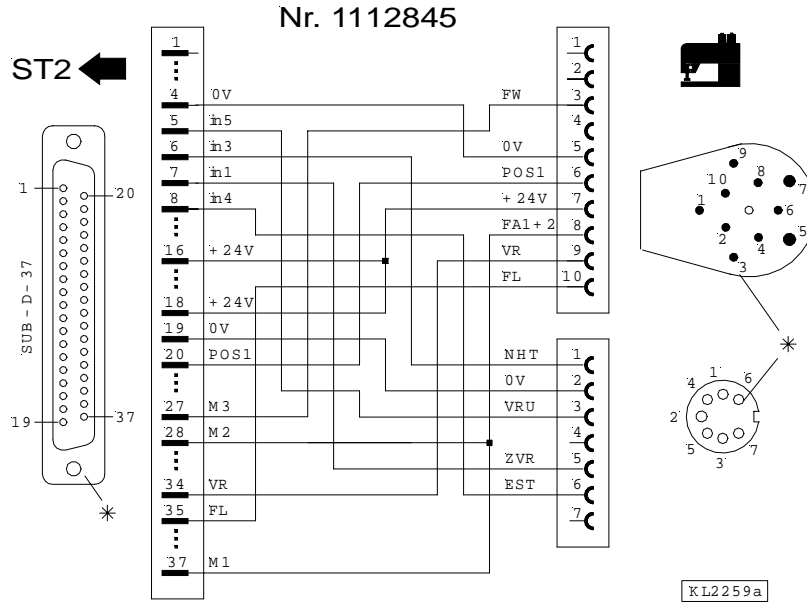 Nr. 1112845
ST2
1
4 0V
5 in5
6 in3
7 in1
8 in4
16 +24V
18 +24V
19 0V
20 POS1
27 M3
28 M2
34 VR
35 FL
37 M1
1
2
FW 3
4
0V 5
POS1 6
+24V 7
FA1+2 8
VR 9
FL 10
NHT 1
0V 2
VRU 3
4
ZVR 5
EST 6
7
1
20
SUB-D-37
19
37
9
8
7
10
1
6
2
4
5
3
1
6
4
2
5
7
3
KL2259a